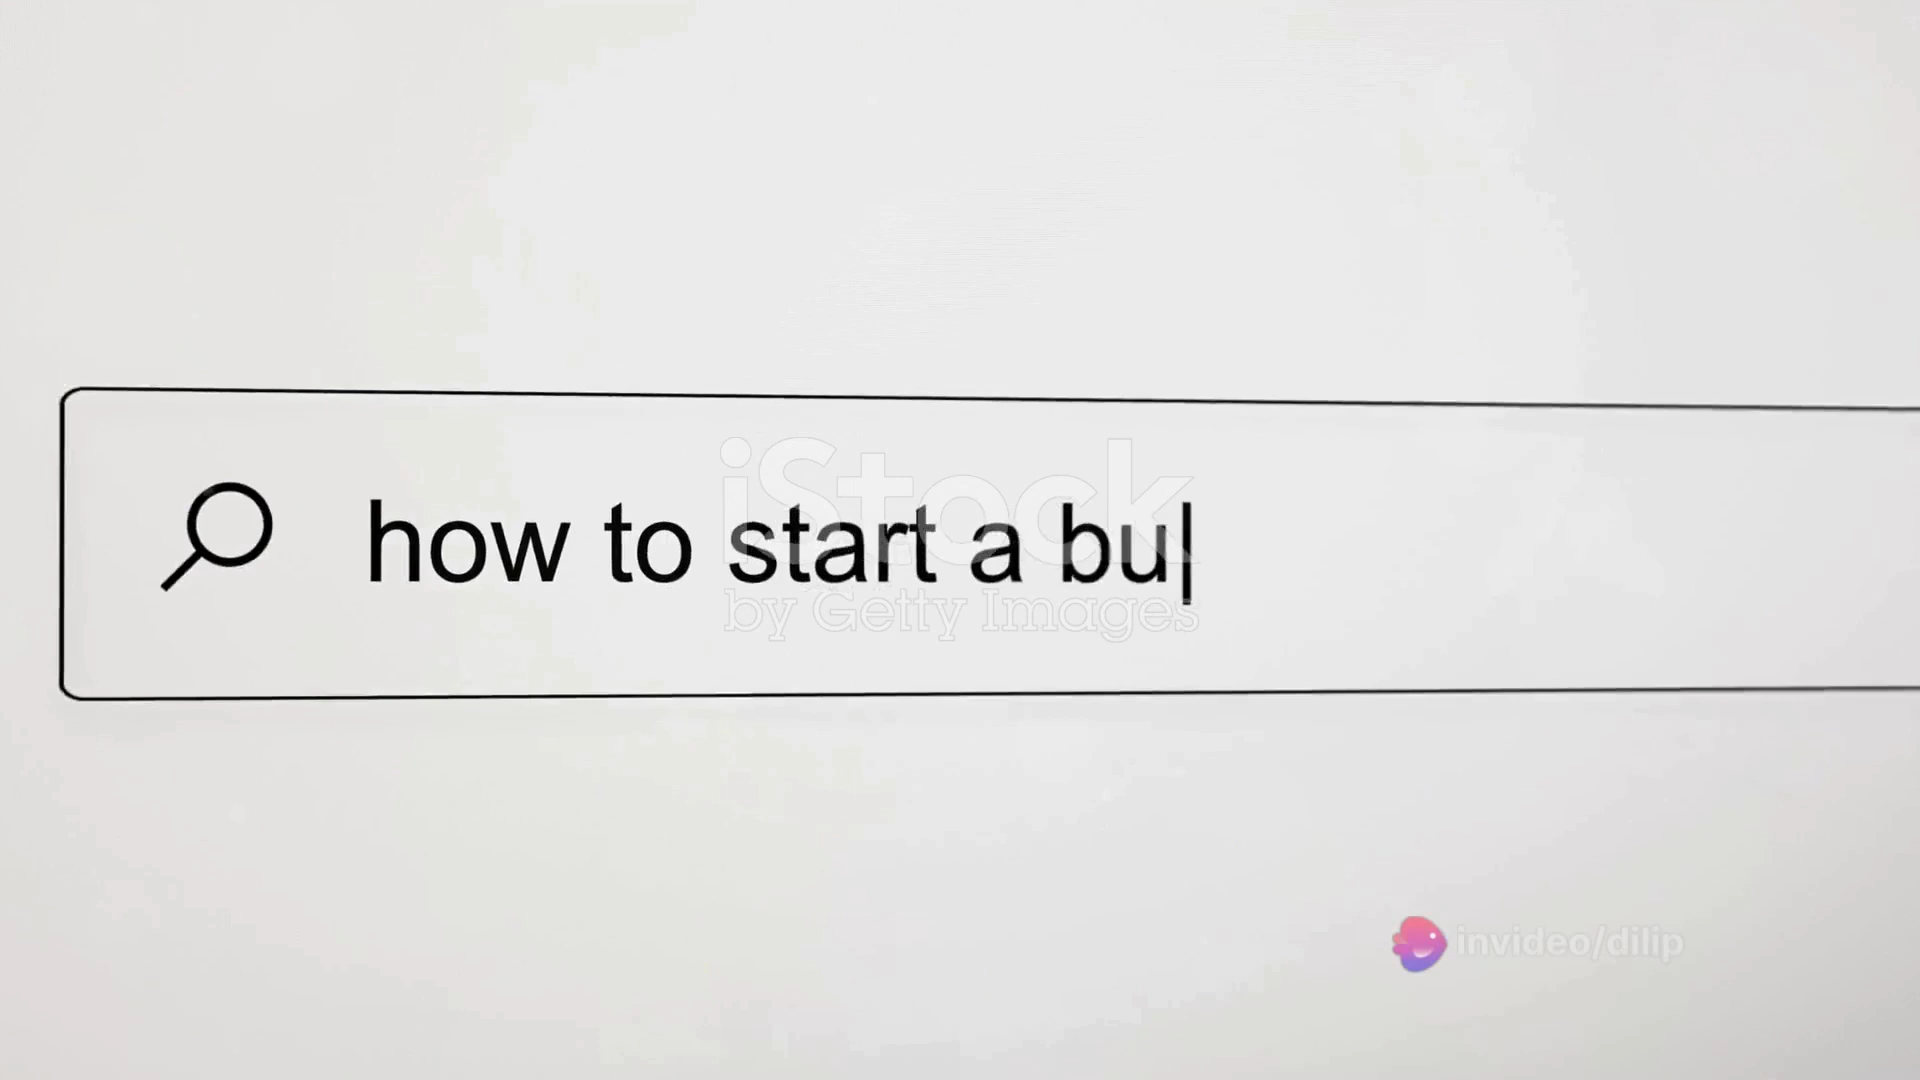 how to start a bu
iStock
by Getty Images
invideo/dilip